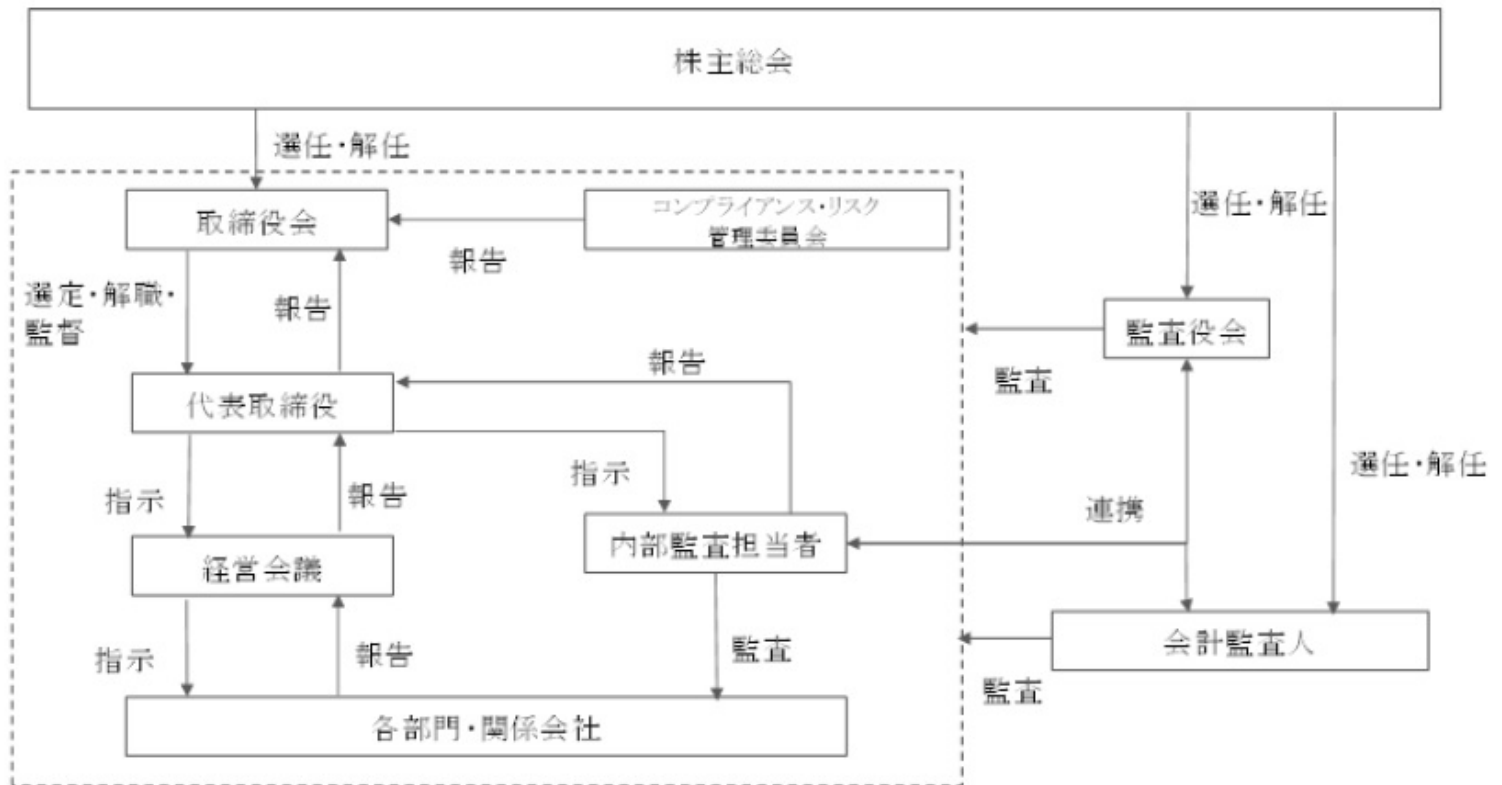 株主総会
選任・解任
取締役会
コンプライアンス・リスク
管理委員会
選任・解任
報告
選定・解職・
監督
報告
監査役会
報告
監査
代表取締役
指示
選任・解任
指示
報告
連携
内部監査担当者
経営会議
会計監査人
指示
報告
監査
監査
各部門・関係会社